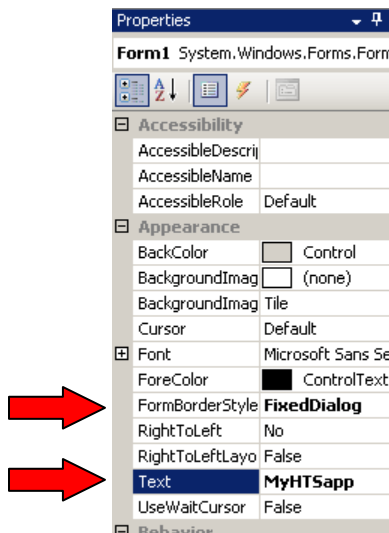 Properties
Form1 System.Windows.Forms.Form
Accessibility
AccessibleDescrip
AccessibleName
AccessibleRole Default
Appearance
BackColor Control
BackgroundImag (none)
BackgroundImag Tile
Cursor Default
Font Microsoft Sans Se
ForeColor ControlText
FormBorderStyle FixedDialog
RightToLeft No
RightToLeftLayo False
Text MyHTSapp
UseWaitCursor False
Behavior